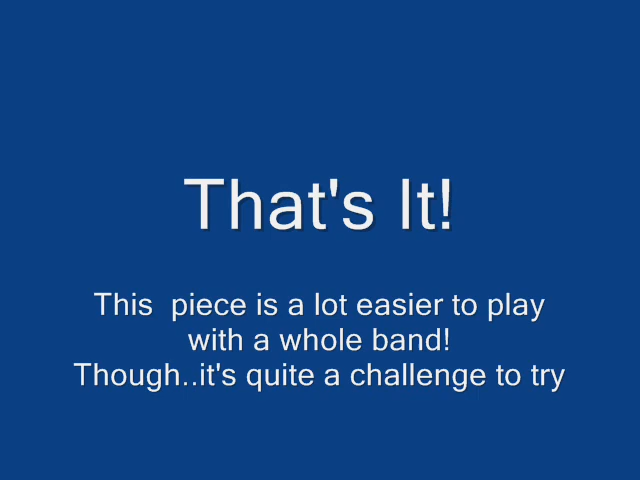 That's It!
This  piece is a lot easier to play
with a whole band!
Though..it's quite a challenge to try